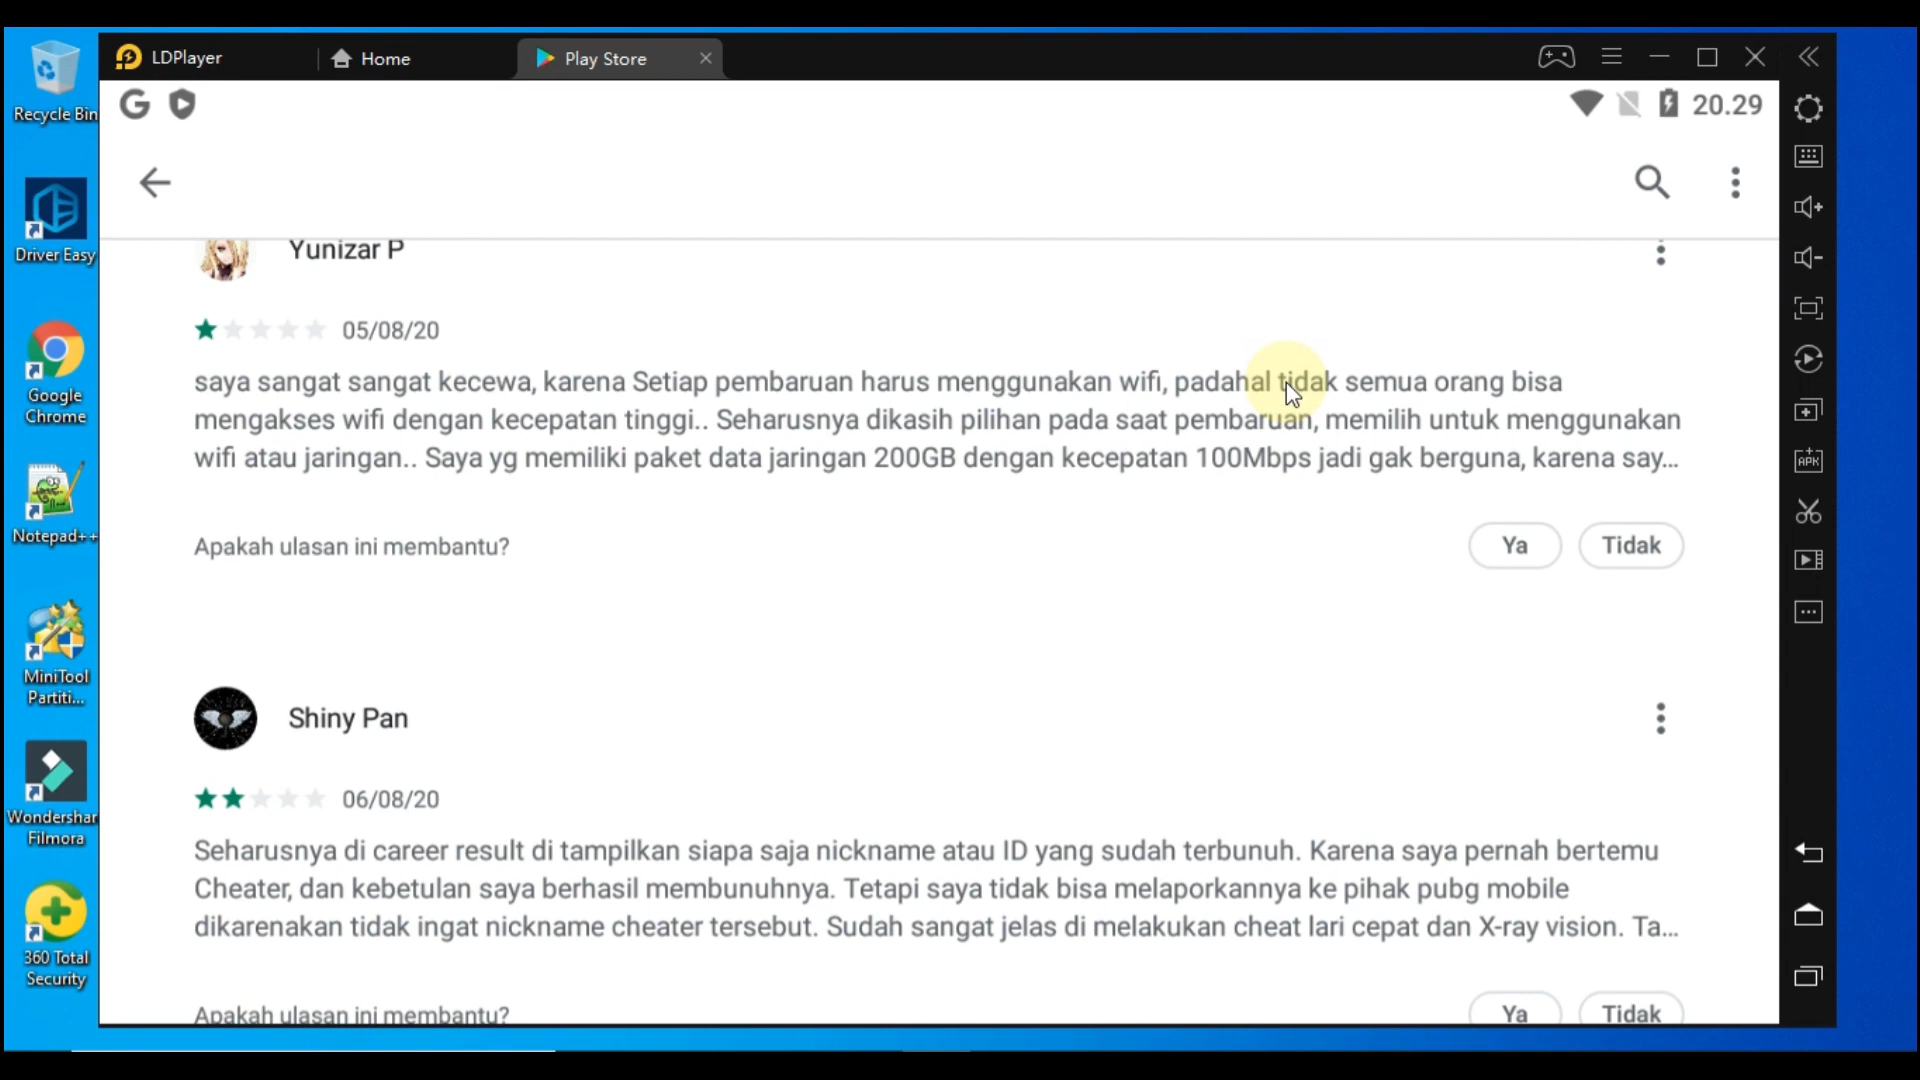 LDPlayer
Home
Play Store
20.29
Recycle Bin
Driver Easy
Google
Chrome
Notepad++
MiniTool
Partiti...
Wondershar
Filmora
360 Total
Security
APK
Yunizar P
05/08/20
saya sangat sangat kecewa, karena Setiap pembaruan harus menggunakan wifi, padahal tidak semua orang bisa
mengakses wifi dengan kecepatan tinggi.. Seharusnya dikasih pilihan pada saat pembaruan, memilih untuk menggunakan
wifi atau jaringan.. Saya yg memiliki paket data jaringan 200GB dengan kecepatan 100Mbps jadi gak berguna, karena say...
Apakah ulasan ini membantu?
Ya
Tidak
Shiny Pan
06/08/20
Seharusnya di career result di tampilkan siapa saja nickname atau ID yang sudah terbunuh. Karena saya pernah bertemu
Cheater, dan kebetulan saya berhasil membunuhnya. Tetapi saya tidak bisa melaporkannya ke pihak pubg mobile
dikarenakan tidak ingat nickname cheater tersebut. Sudah sangat jelas di melakukan cheat lari cepat dan X-ray vision. Ta...
Apakah ulasan ini membantu?
Ya
Tidak